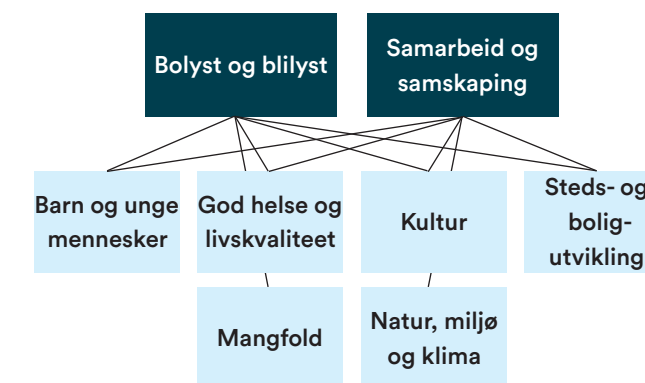 Bolyst og blilyst
Samarbeid og
samskaping
Barn og unge
mennesker
God helse og
livskvaliteet
Kultur
Steds- og
bolig-
utvikling
Mangfold
Natur, miljø
og klima